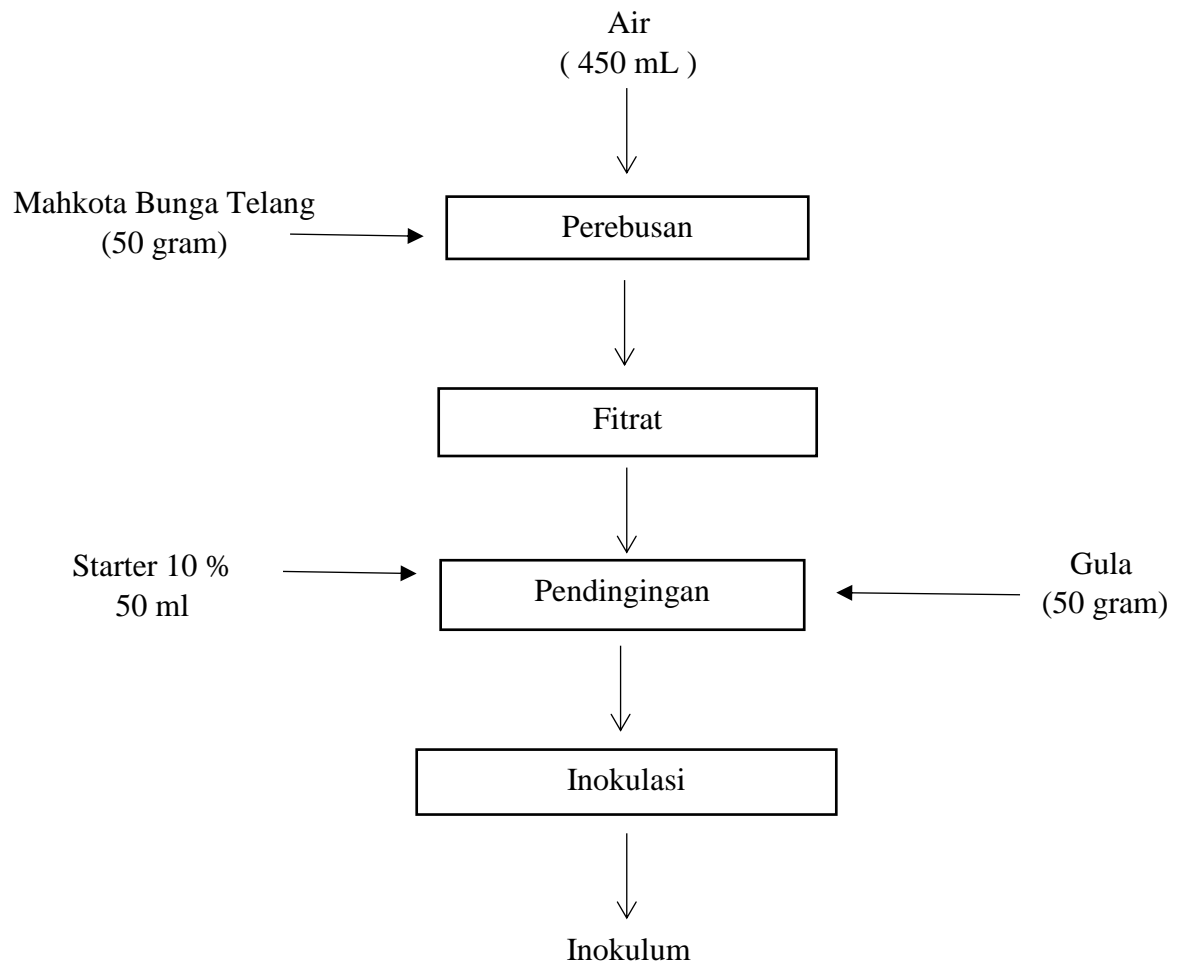 Air
( 450 mL )
Mahkota Bunga Telang
(50 gram)
Perebusan
Fitrat
Starter 10 %
50 ml
Pendingingan
Gula
(50 gram)
Inokulasi
Inokulum